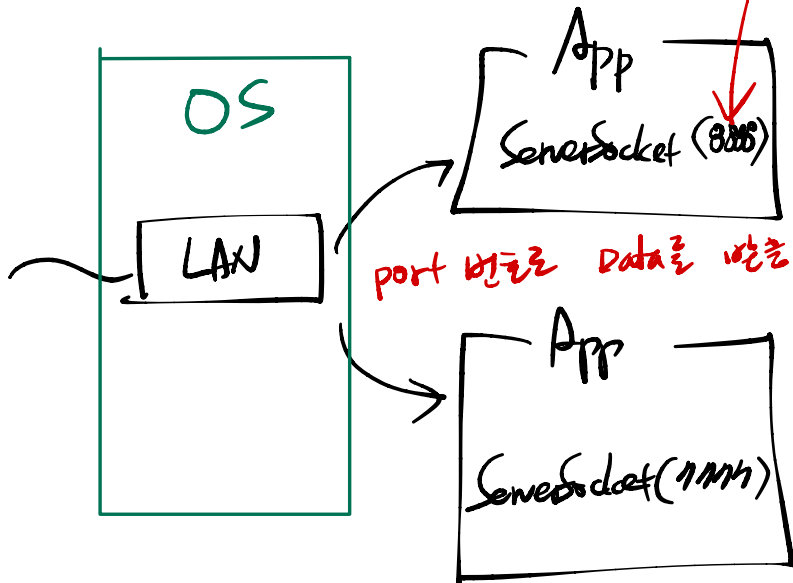 OS
LAN
App
ServerSocket (8888)
port 번호로 Data를 받음
App
ServerSocket(7777)